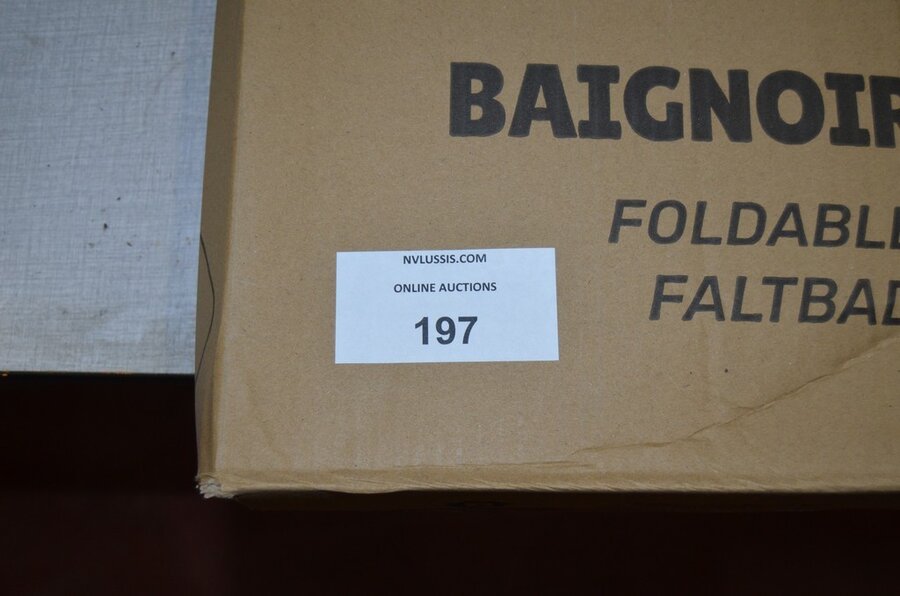 BAIGNOIR
FOLDABLE
FALTBAD
NVLUSSIS.COM
ONLINE AUCTIONS
197